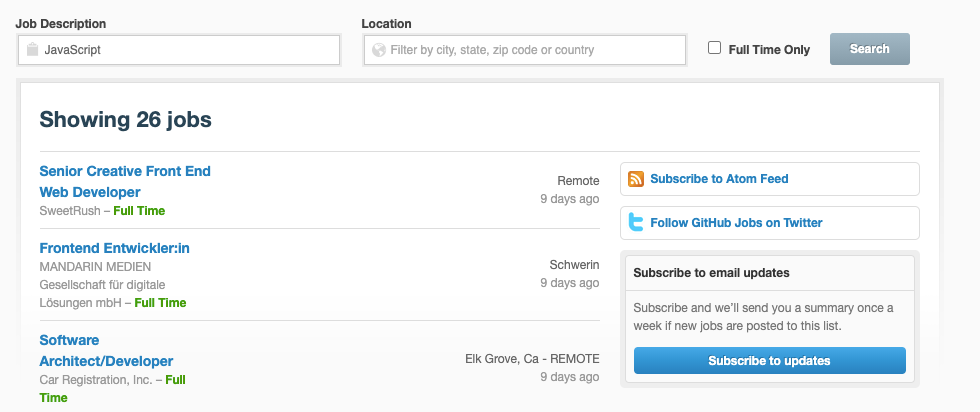 Job Description
Location
JavaScript
Filter by city, state, zip code or country
Full Time Only
Search
Showing 26 jobs
Senior Creative Front End
Web Developer
SweetRush – Full Time
Remote
9 days ago
Frontend Entwickler:in
MANDARIN MEDIEN
Gesellschaft für digitale
Lösungen mbH – Full Time
Schwerin
9 days ago
Software
Architect/Developer
Car Registration, Inc. – Full
Time
Elk Grove, Ca - REMOTE
9 days ago
Subscribe to Atom Feed
Follow GitHub Jobs on Twitter
Subscribe to email updates
Subscribe and we’ll send you a summary once a
week if new jobs are posted to this list.
Subscribe to updates